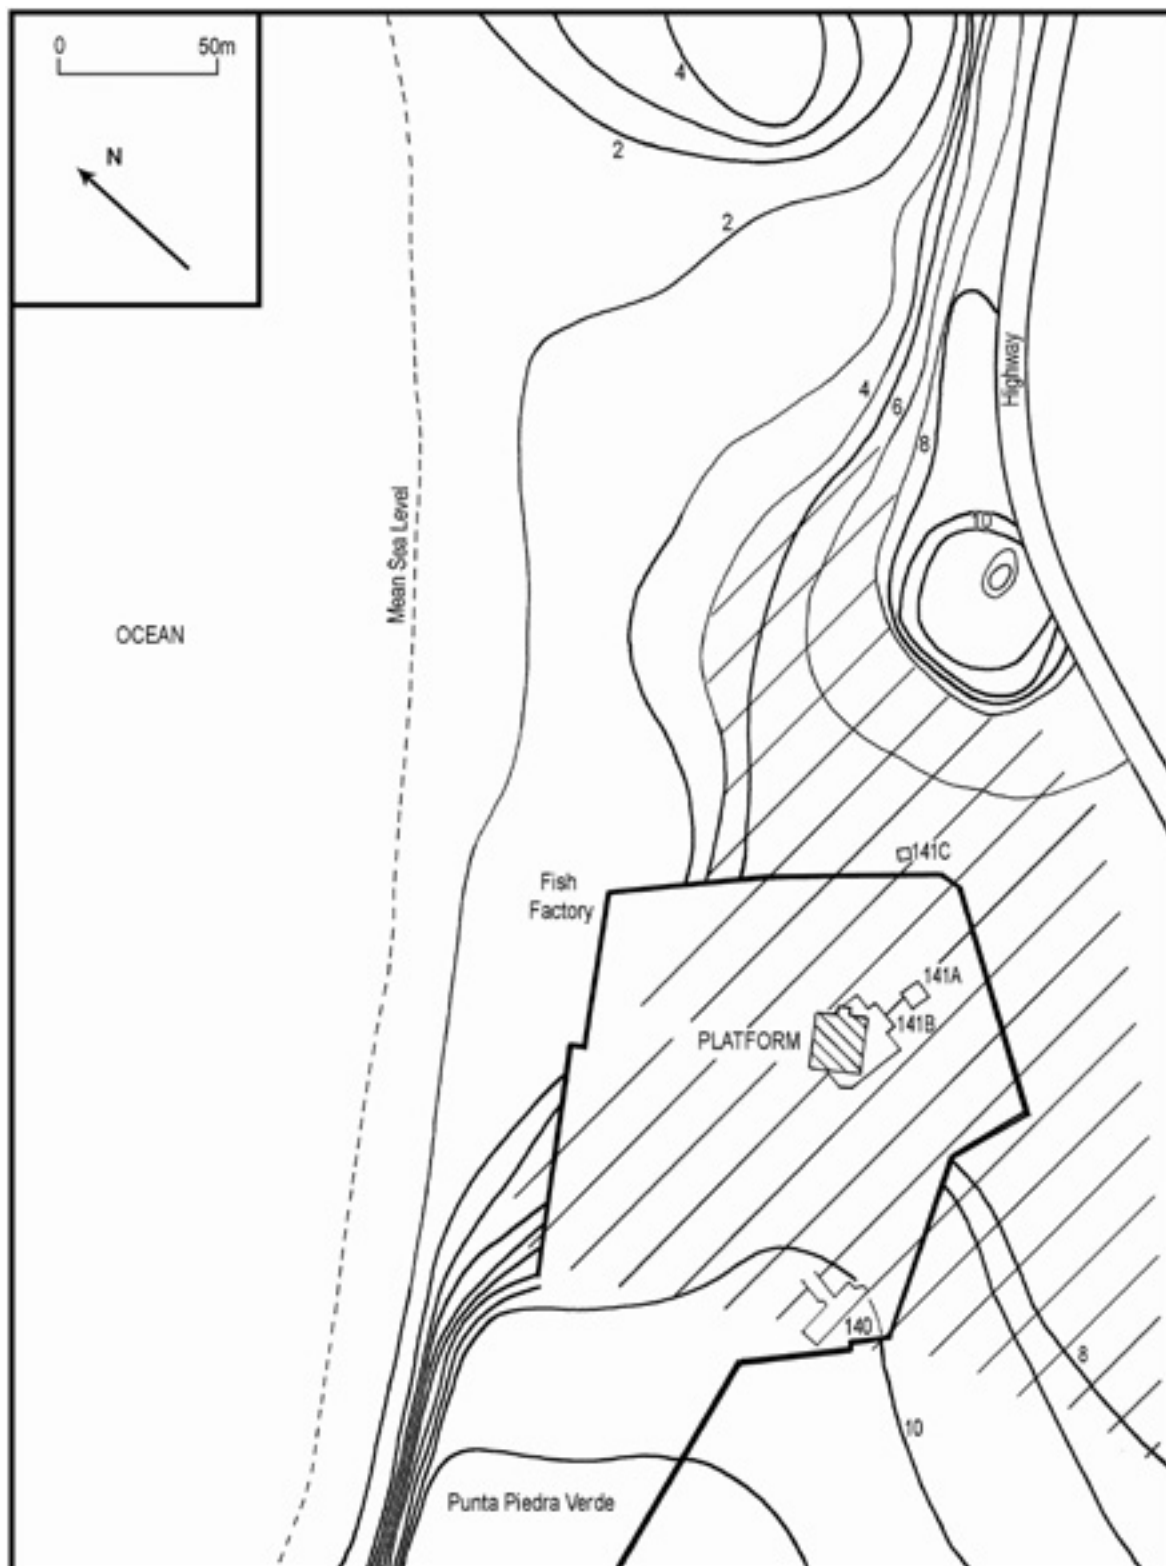 0 50m
N
4
2
2
4
6
8
Highway
10
Mean Sea Level
OCEAN
141C
Fish
Factory
141A
141B
PLATFORM
140
8
10
Punta Piedra Verde